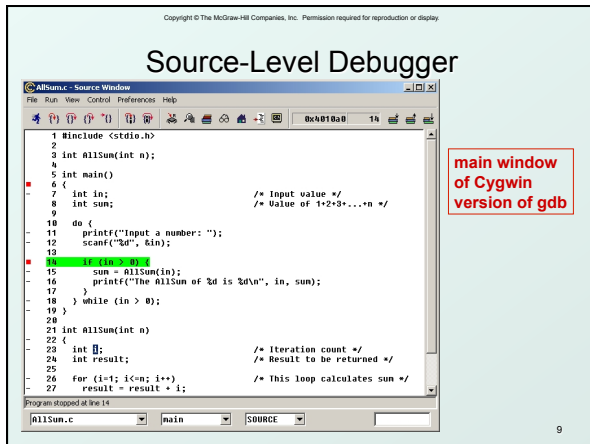 Copyright © The McGraw-Hill Companies, Inc. Permission required for reproduction or display.
Source-Level Debugger
AllSum.c - Source Window
File Run View Control Preferences Help
0x4010a0 14
1 #include <stdio.h>
2
3 int AllSum(int n);
4
5 int main()
6 {
7 int in; /* Input value */
8 int sum; /* Value of 1+2+3+...+n */
9
10 do {
11 printf("Input a number: ");
12 scanf("%d", &in);
13
14 if (in > 0) {
15 sum = AllSum(in);
16 printf("The AllSum of %d is %d\n", in, sum);
17 }
18 } while (in > 0);
19 }
20
21 int AllSum(int n)
22 {
23 int i; /* Iteration count */
24 int result; /* Result to be returned */
25
26 for (i=1; i<=n; i++) /* This loop calculates sum */
27 result = result + i;
Program stopped at line 14
AllSum.c main SOURCE
main window
of Cygwin
version of gdb
9